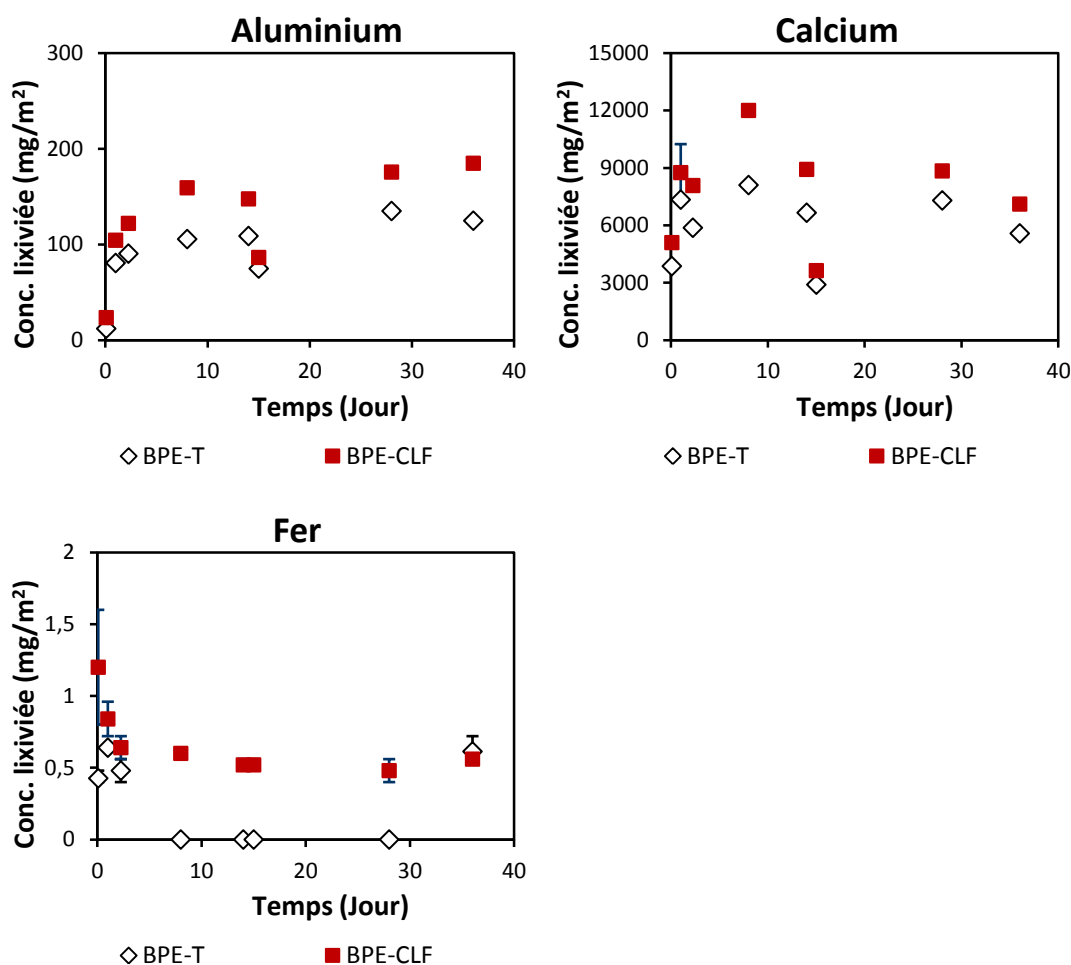 Aluminium
Conc. lixiviée (mg/m²)
300
200
100
0
0 10 20 30 40
Temps (Jour)
BPE-T BPE-CLF
Calcium
Conc. lixiviée (mg/m²)
15000
12000
9000
6000
3000
0
0 10 20 30 40
Temps (Jour)
BPE-T BPE-CLF
Fer
Conc. lixiviée (mg/m²)
2
1,5
1
0,5
0
0 10 20 30 40
Temps (Jour)
BPE-T BPE-CLF